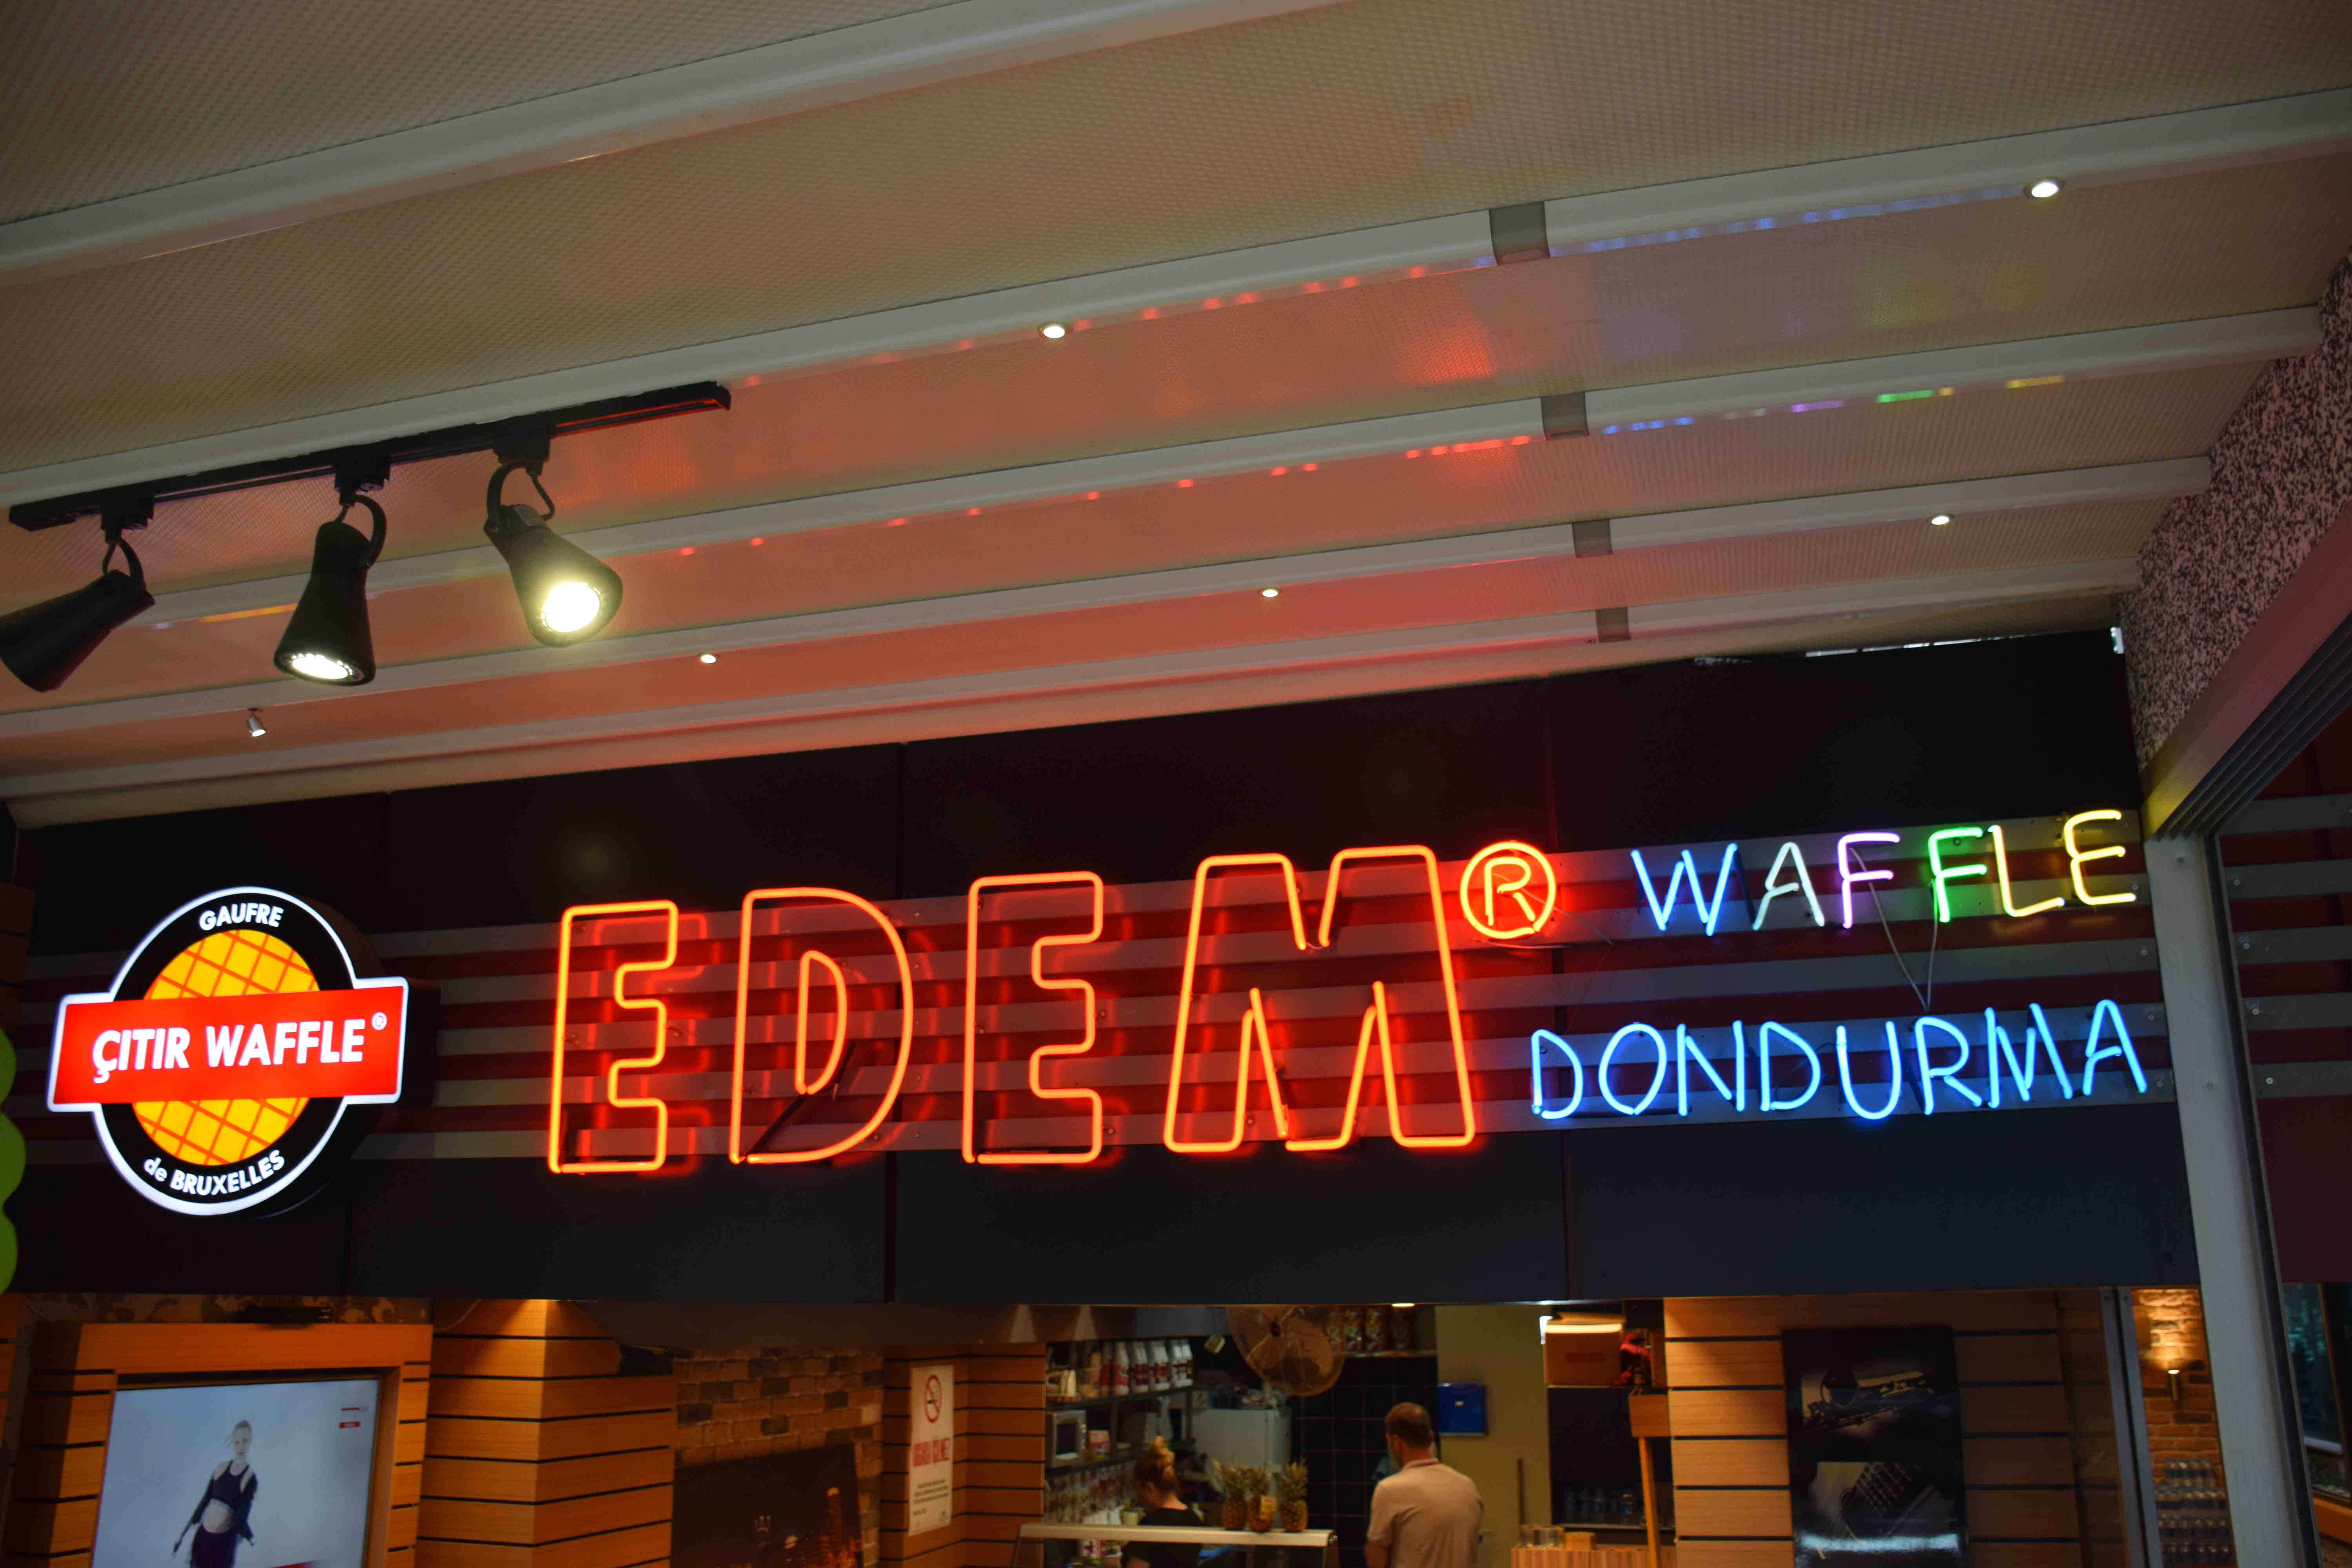 GAUFRE
ÇITIR WAFFLE®
de BRUXELLES
EDEM®
WAFFLE
DONDURMA